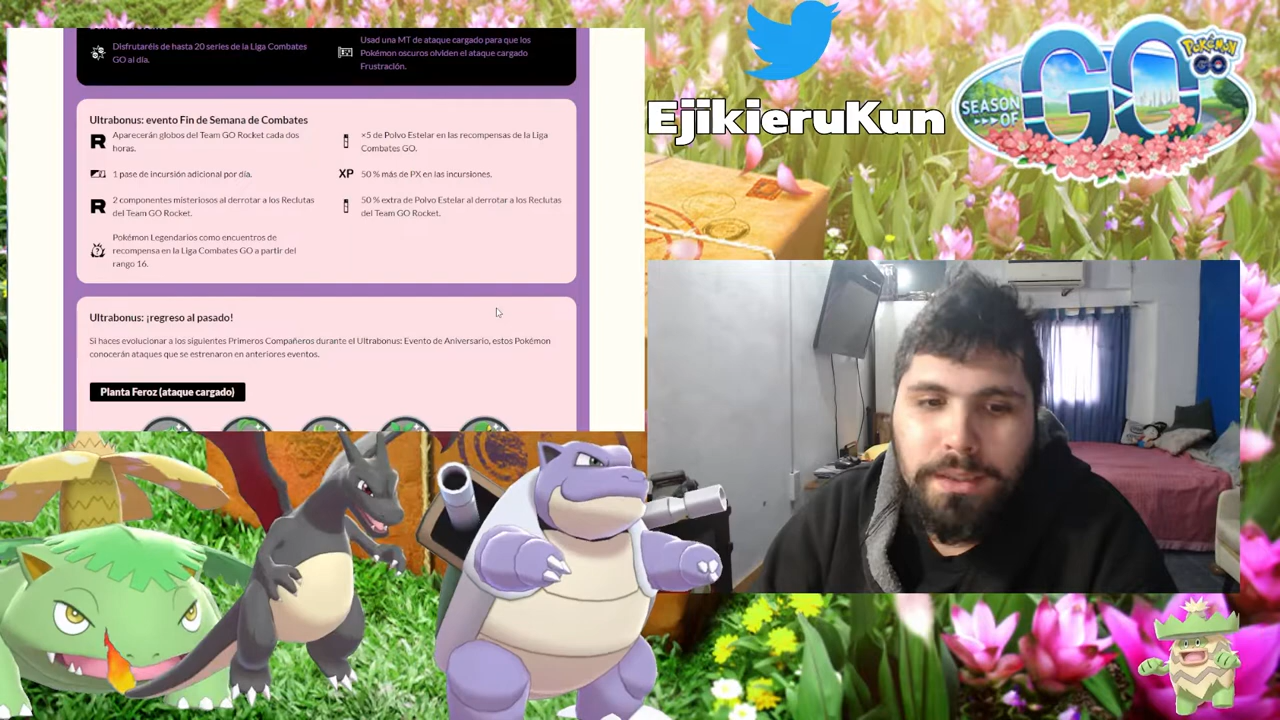 Disfrutaréis de hasta 20 series de la Liga Combates
GO al día.
Usad una MT de ataque cargado para que los
Pokémon oscuros olviden el ataque cargado
Frustración.
Ultrabonus: evento Fin de Semana de Combates
R
Aparecerán globos del Team GO Rocket cada dos
horas.
×5 de Polvo Estelar en las recompensas de la Liga
Combates GO.
1 pase de incursión adicional por día.
XP
50 % más de PX en las incursiones.
R
2 componentes misteriosos al derrotar a los Reclutas
del Team GO Rocket.
50 % extra de Polvo Estelar al derrotar a los Reclutas
del Team GO Rocket.
Pokémon Legendarios como encuentros de
recompensa en la Liga Combates GO a partir del
rango 16.
Ultrabonus: ¡regreso al pasado!
Si haces evolucionar a los siguientes Primeros Compañeros durante el Ultrabonus: Evento de Aniversario, estos Pokémon
conocerán ataques que se estrenaron en anteriores eventos.
Planta Feroz (ataque cargado)
EjikieruKun
SEASON
OF
GO
Pokémon
GO